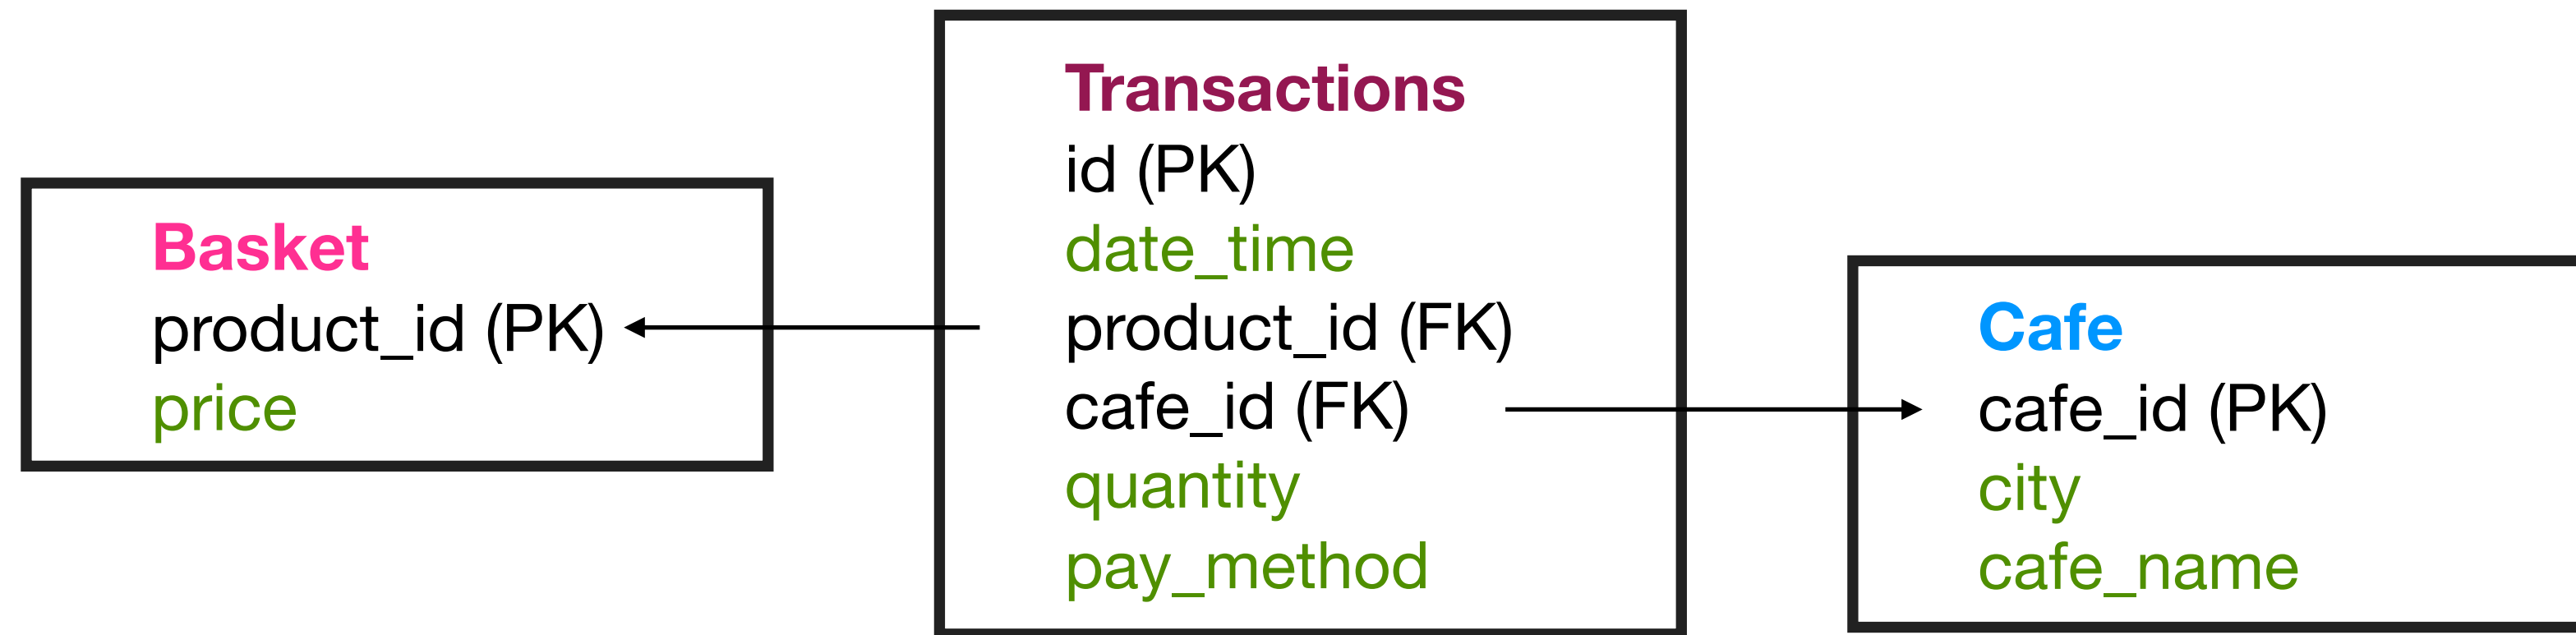 Basket
product_id (PK)
price
Transactions
id (PK)
date_time
product_id (FK)
cafe_id (FK)
quantity
pay_method
Cafe
cafe_id (PK)
city
cafe_name